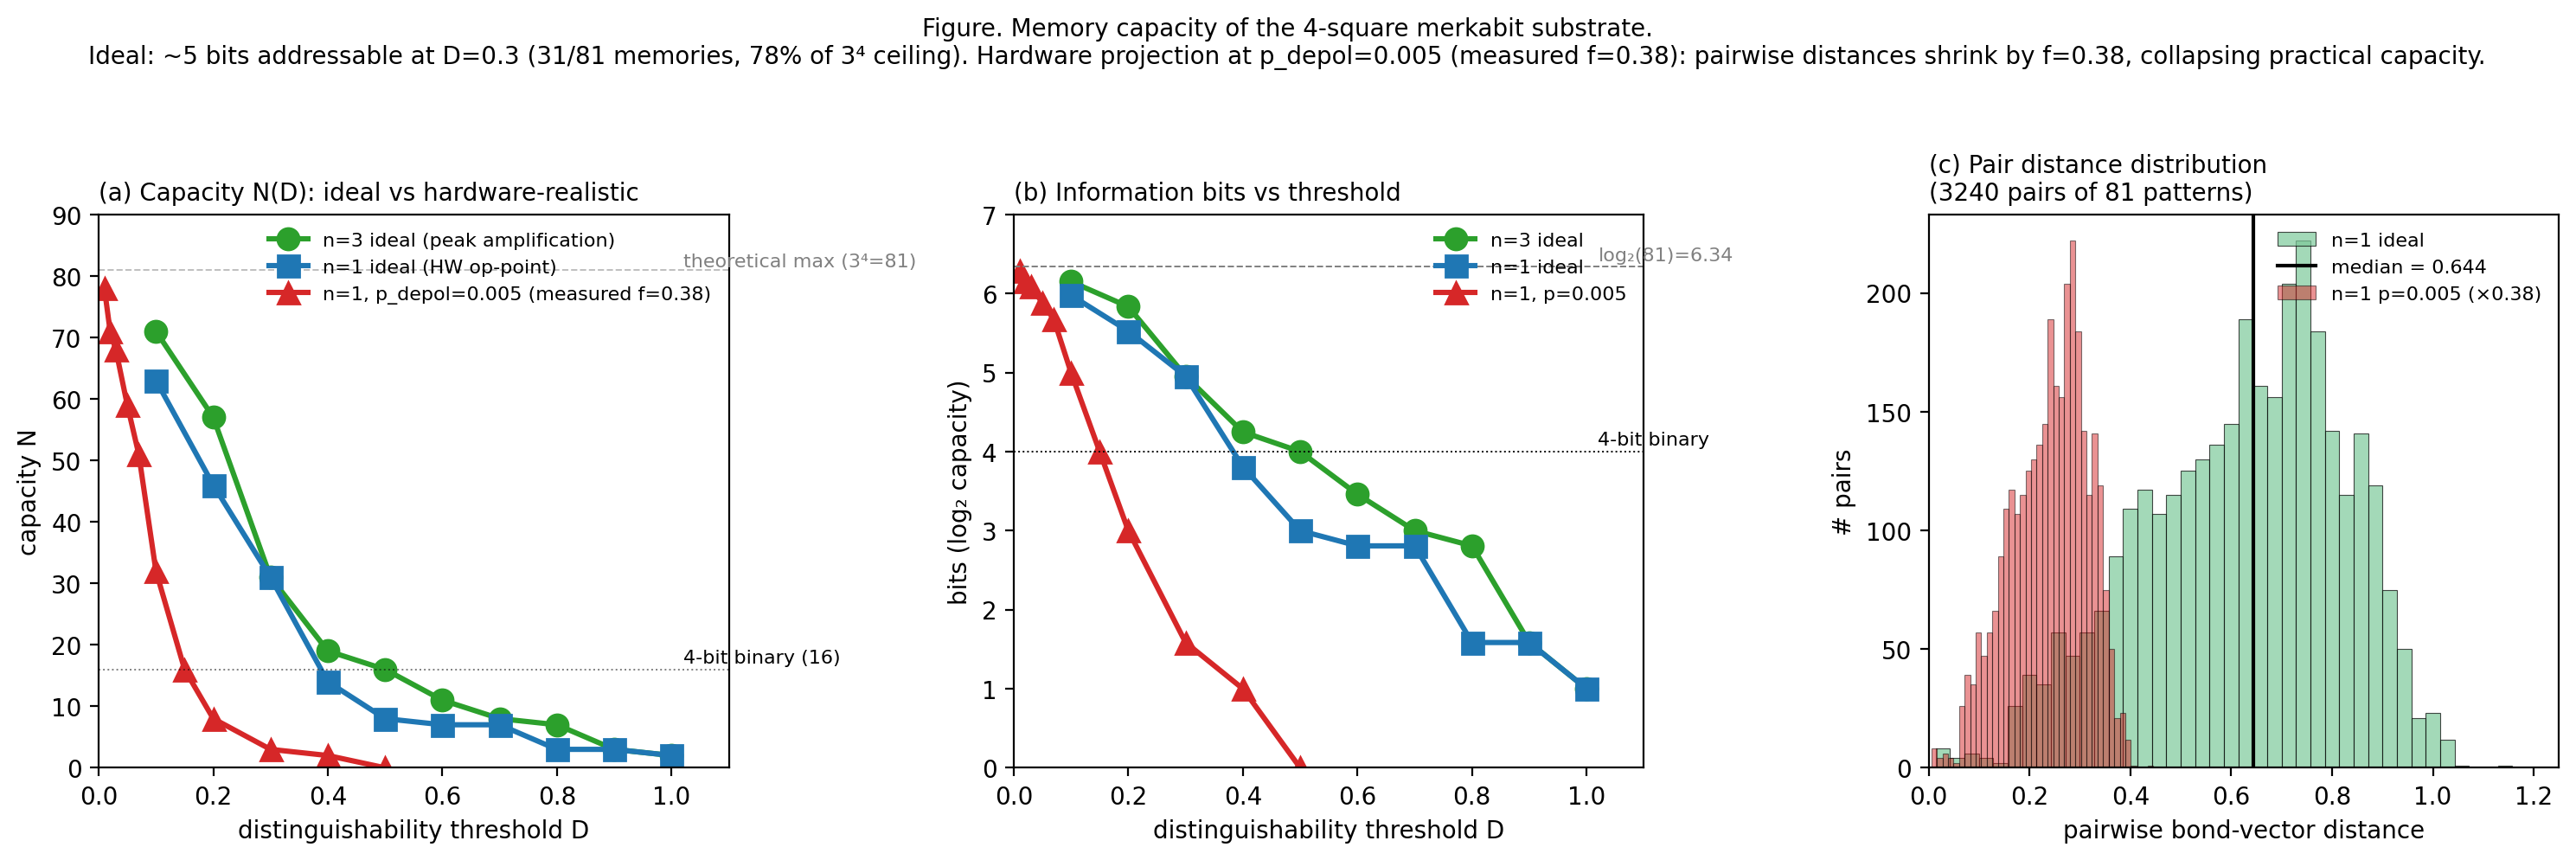 Figure. Memory capacity of the 4-square merkabit substrate.
Ideal: ~5 bits addressable at D=0.3 (31/81 memories, 78% of 3⁴ ceiling). Hardware projection at p_depol=0.005 (measured f=0.38): pairwise distances shrink by f=0.38, collapsing practical capacity.
(a) Capacity N(D): ideal vs hardware-realistic
90
80
70
60
50
40
30
20
10
0
capacity N
n=3 ideal (peak amplification)
n=1 ideal (HW op-point)
n=1, p_depol=0.005 (measured f=0.38)
theoretical max (3⁴=81)
4-bit binary (16)
0.0 0.2 0.4 0.6 0.8 1.0
distinguishability threshold D
(b) Information bits vs threshold
7
6
5
4
3
2
1
0
bits (log₂ capacity)
n=3 ideal
n=1 ideal
n=1, p=0.005
log₂(81)=6.34
4-bit binary
0.0 0.2 0.4 0.6 0.8 1.0
distinguishability threshold D
(c) Pair distance distribution
(3240 pairs of 81 patterns)
200
150
100
50
0
# pairs
n=1 ideal
median = 0.644
n=1 p=0.005 (×0.38)
0.0 0.2 0.4 0.6 0.8 1.0 1.2
pairwise bond-vector distance